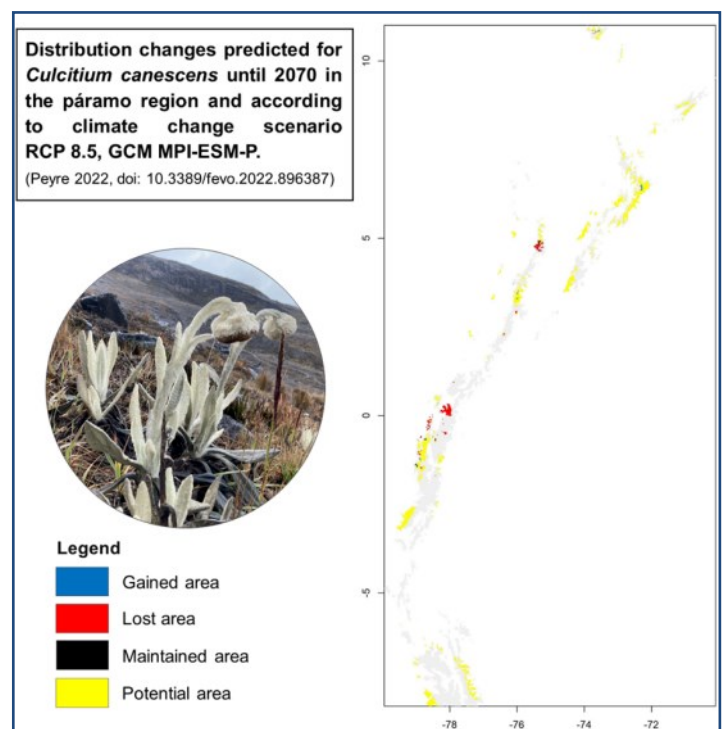 Distribution changes predicted for
Culcitium canescens until 2070 in
the páramo region and according
to climate change scenario
RCP 8.5, GCM MPI-ESM-P.
(Peyre 2022, doi: 10.3389/fevo.2022.896387)
Legend
Gained area
Lost area
Maintained area
Potential area
10
5
0
-5
-78
-76
-74
-72